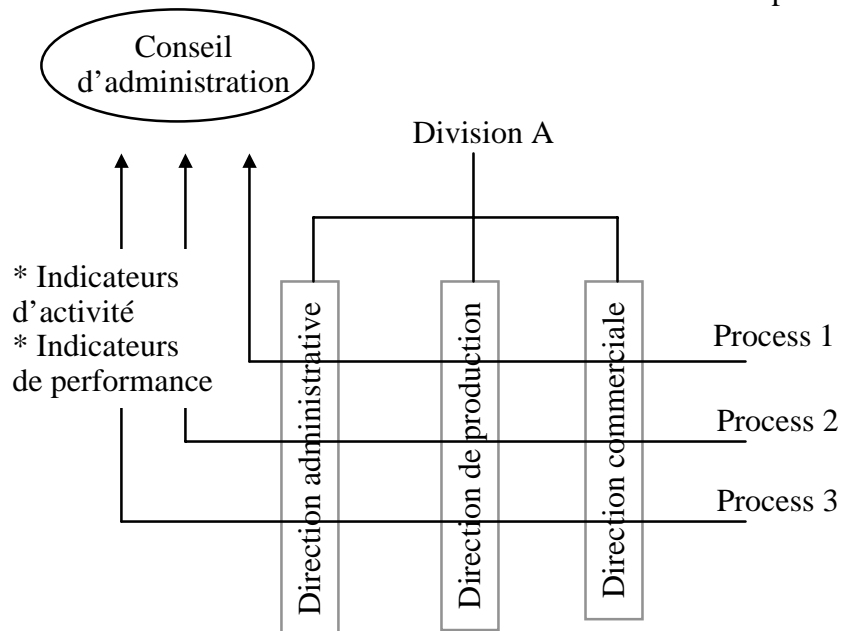 Conseil
d’administration
Division A
* Indicateurs
d’activité
* Indicateurs
de performance
Direction administrative
Direction de production
Direction commerciale
Process 1
Process 2
Process 3